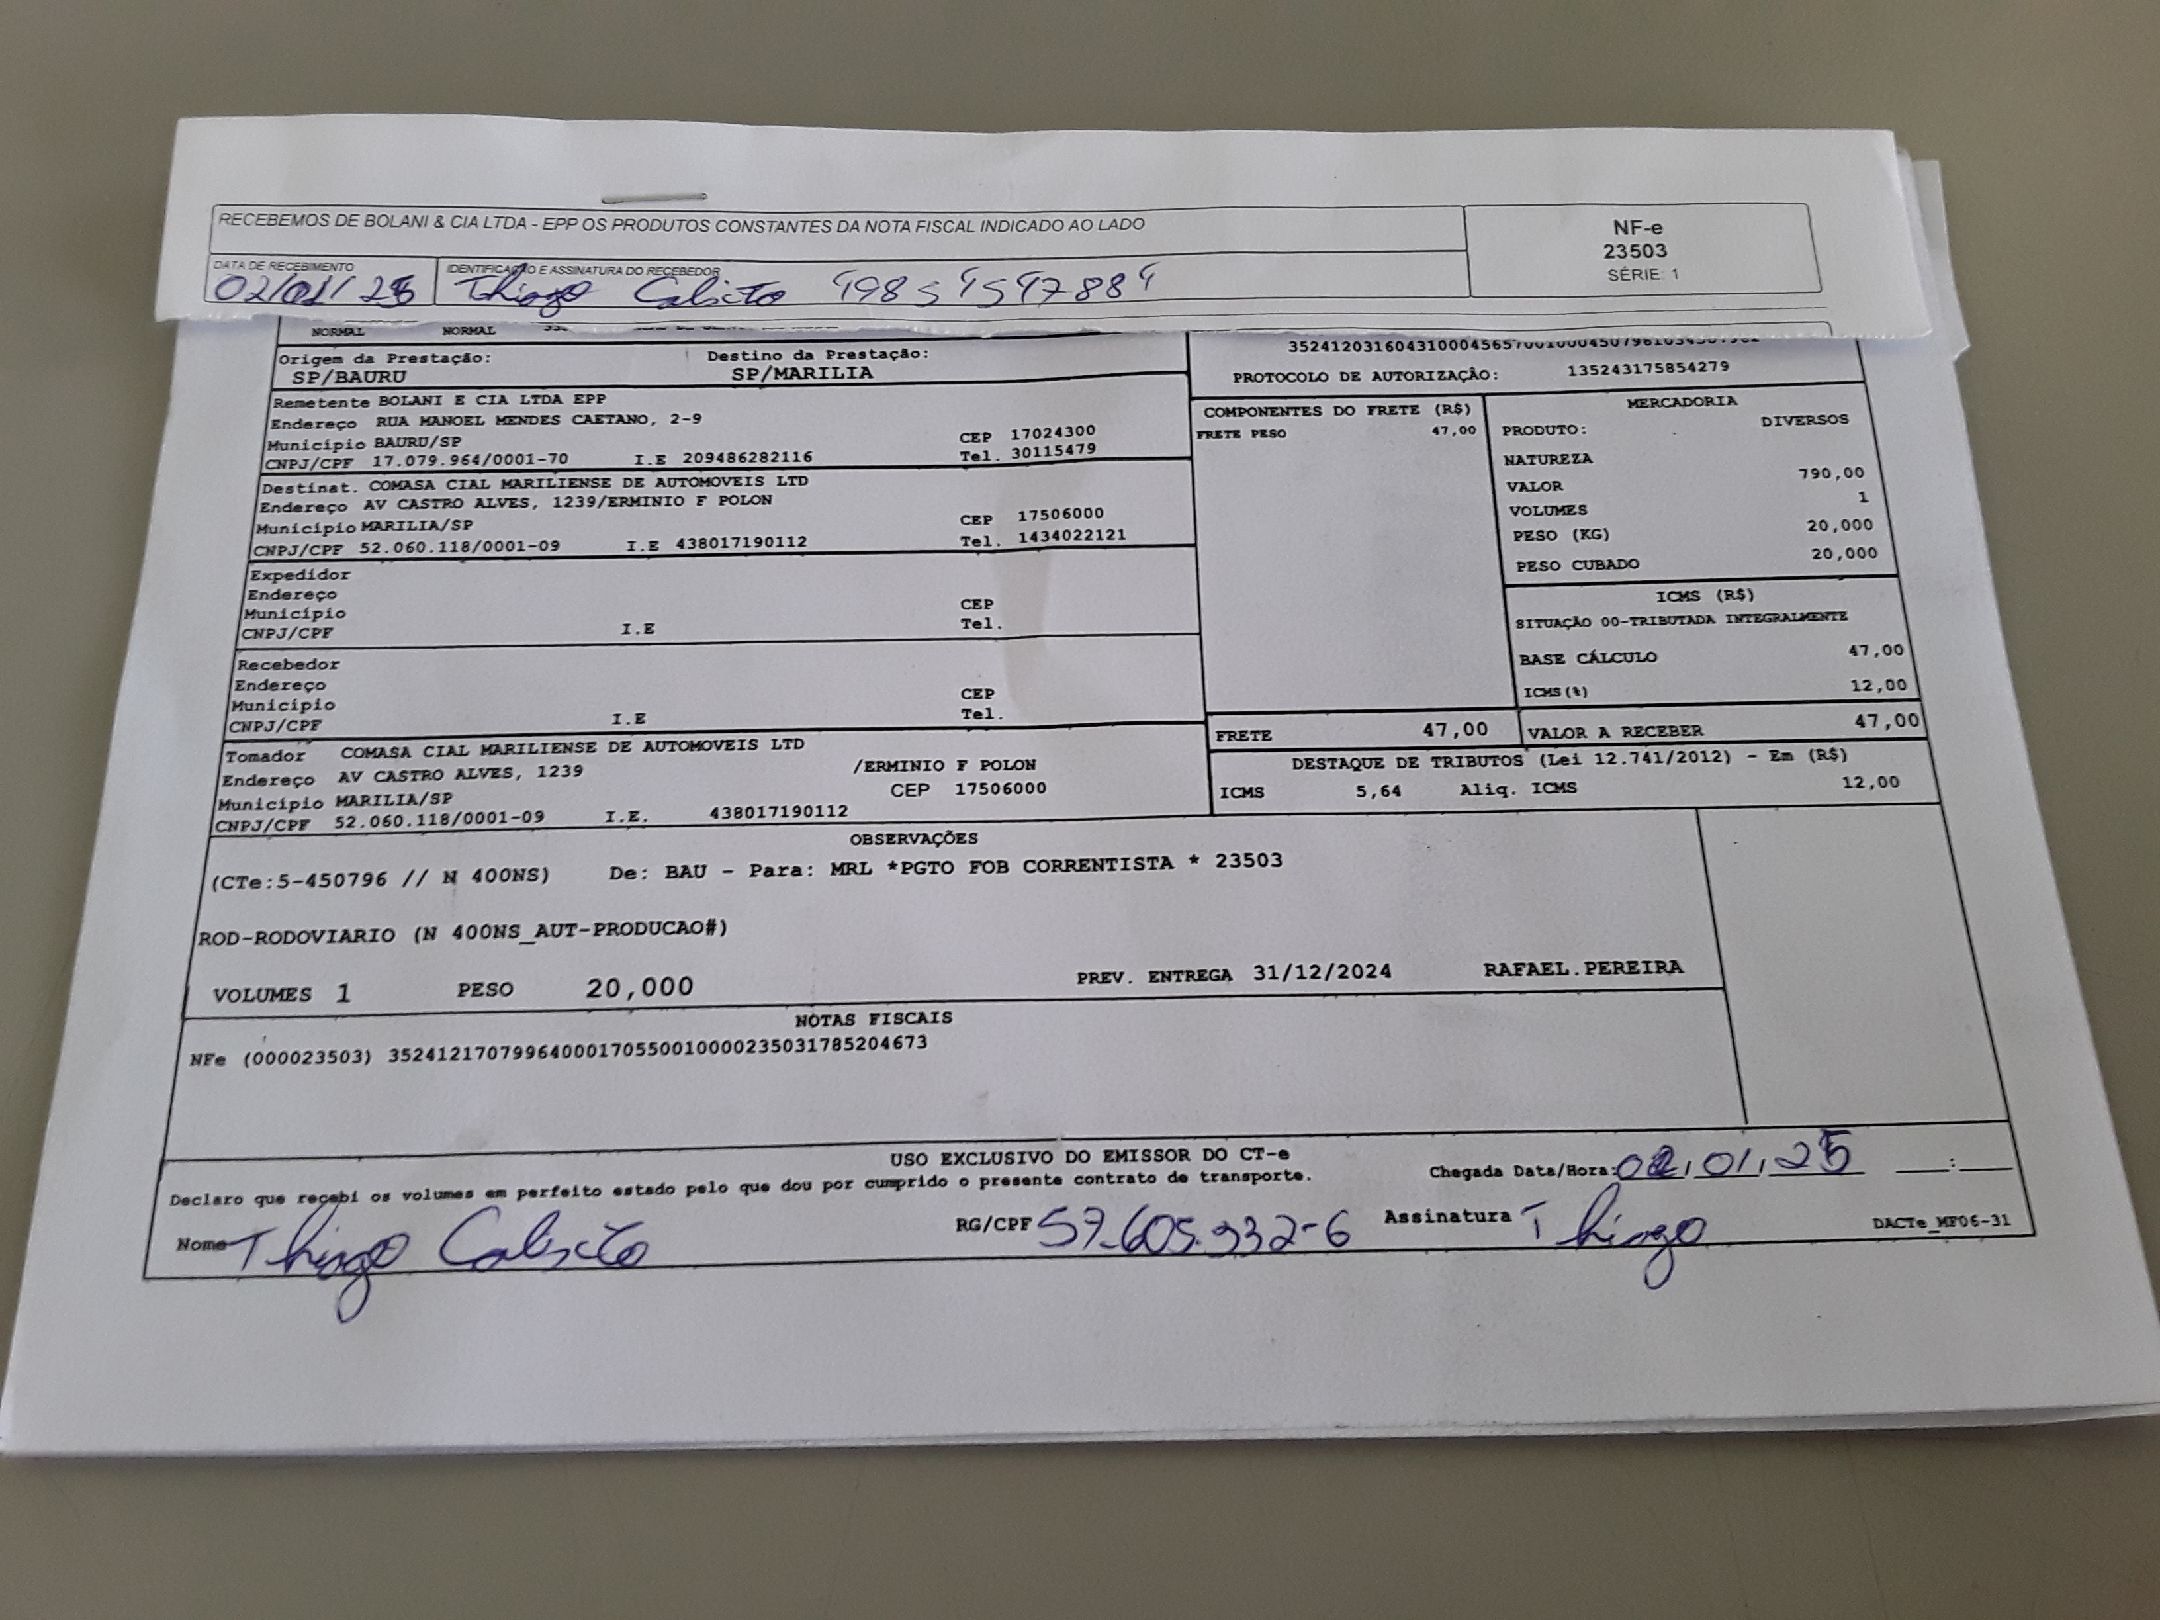 RECEBEMOS DE BOLANI & CIA LTDA - EPP OS PRODUTOS CONSTANTES DA NOTA FISCAL INDICADO AO LADO
NF-e
23503
SÉRIE: 1
DATA DE RECEBIMENTO
02/01/25
IDENTIFICAÇÃO E ASSINATURA DO RECEBEDOR
Thiago Calixto
NORMAL NORMAL
Origem da Prestação: Destino da Prestação:
SP/BAURU SP/MARILIA
PROTOCOLO DE AUTORIZAÇÃO: 135243175854279
Remetente BOLANI E CIA LTDA EPP
Endereço RUA MANOEL MENDES CAETANO, 2-9
Município BAURU/SP CEP 17024300
CNPJ/CPF 17.079.964/0001-70 I.E 209486282116 Tel. 30115479
Destinat. COMASA CIAL MARILIENSE DE AUTOMOVEIS LTD
Endereço AV CASTRO ALVES, 1239/ERMINIO F POLON
Município MARILIA/SP CEP 17506000
CNPJ/CPF 52.060.118/0001-09 I.E 438017190112 Tel. 1434022121
Expedidor
Endereço
Município CEP
CNPJ/CPF I.E Tel.
Recebedor
Endereço
Município CEP
CNPJ/CPF I.E Tel.
Tomador COMASA CIAL MARILIENSE DE AUTOMOVEIS LTD
Endereço AV CASTRO ALVES, 1239 /ERMINIO F POLON
Município MARILIA/SP CEP 17506000
CNPJ/CPF 52.060.118/0001-09 I.E. 438017190112
COMPONENTES DO FRETE (R$)
FRETE PESO 47,00
MERCADORIA
PRODUTO: DIVERSOS
NATUREZA
VALOR 790,00
VOLUMES 1
PESO (KG) 20,000
PESO CUBADO 20,000
ICMS (R$)
SITUAÇÃO 00-TRIBUTADA INTEGRALMENTE
BASE CÁLCULO 47,00
ICMS(%) 12,00
FRETE 47,00 VALOR A RECEBER 47,00
DESTAQUE DE TRIBUTOS (Lei 12.741/2012) - Em (R$)
ICMS 5,64 Aliq. ICMS 12,00
OBSERVAÇÕES
(CTe:5-450796 // N 400NS) De: BAU - Para: MRL *PGTO FOB CORRENTISTA * 23503
ROD-RODOVIARIO (N 400NS_AUT-PRODUCAO#)
VOLUMES 1 PESO 20,000 PREV. ENTREGA 31/12/2024 RAFAEL.PEREIRA
NOTAS FISCAIS
NFe (000023503) 35241217079964000170550010000235031785204673
USO EXCLUSIVO DO EMISSOR DO CT-e
Declaro que recebi os volumes em perfeito estado pelo que dou por cumprido o presente contrato de transporte.
Chegada Data/Hora: 02,01,25 :
Nome Thiago Calixto RG/CPF 57.605.932-6 Assinatura Thiago
DACTe_MF06-31